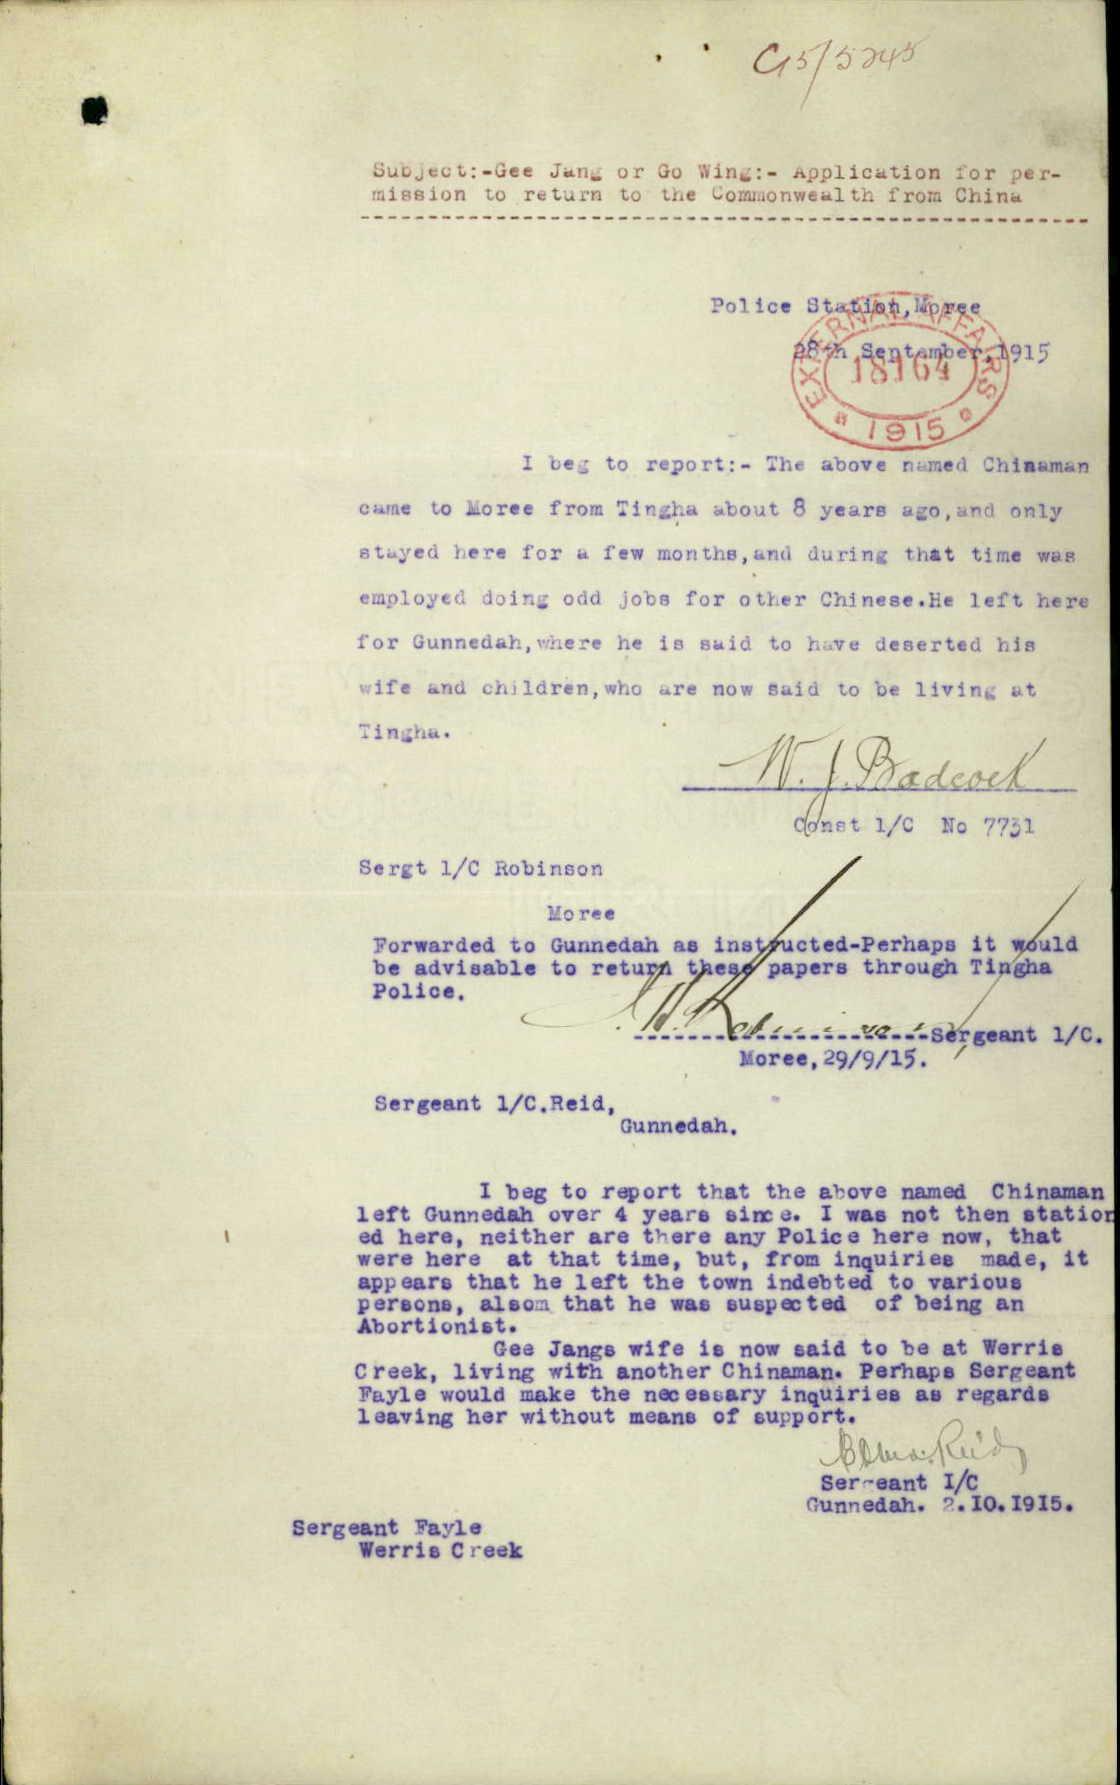 G15/5245
Subject:-Gee Jang or Go Wing:- Application for per-
mission to return to the Commonwealth from China
Police Station,Moree
28th September,1915
EXTERNAL AFFAIRS
18164
1915
I beg to report:- The above named Chinaman
came to Moree from Tingha about 8 years ago,and only
stayed here for a few months,and during that time was
employed doing odd jobs for other Chinese.He left here
for Gunnedah,where he is said to have deserted his
wife and children,who are now said to be living at
Tingha.
W. J. Badcock
Const 1/C No 7731
Sergt 1/C Robinson
Moree
Forwarded to Gunnedah as instructed-Perhaps it would
be advisable to return these papers through Tingha
Police.
Robinson
Sergeant 1/C.
Moree,29/9/15.
Sergeant 1/C.Reid,
Gunnedah.
I beg to report that the above named Chinaman
left Gunnedah over 4 years since. I was not then station
ed here, neither are there any Police here now, that
were here at that time, but, from inquiries made, it
appears that he left the town indebted to various
persons, alsom that he was suspected of being an
Abortionist.
Gee Jangs wife is now said to be at Werris
Creek, living with another Chinaman. Perhaps Sergeant
Fayle would make the necessary inquiries as regards
leaving her without means of support.
Reid
Sergeant I/C
Gunnedah. 2.IO.I9I5.
Sergeant Fayle
Werris Creek